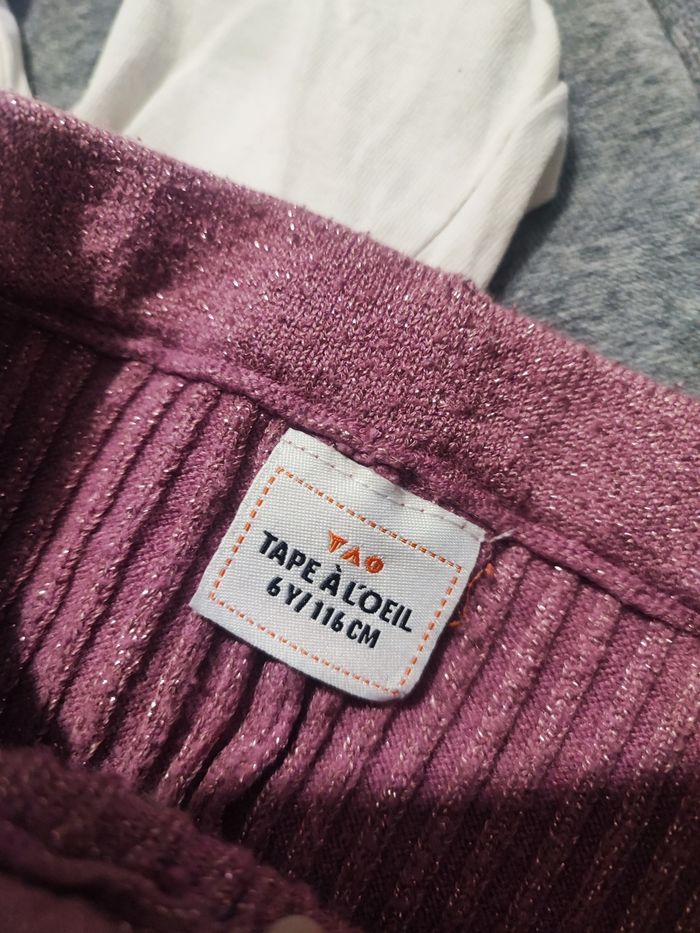 TAO
TAPE À L'OEIL
6 Y/ 116 CM